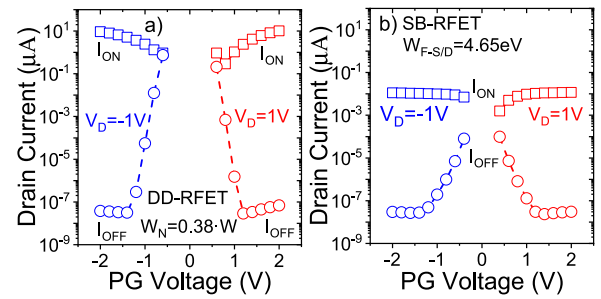 a)
Drain Current (μA)
10¹
10⁻¹
10⁻³
10⁻⁵
10⁻⁷
10⁻⁹
I_ON
I_ON
V_D=-1V
V_D=1V
DD-RFET
W_N=0.38·W
I_OFF
I_OFF
-2 -1 0 1 2
PG Voltage (V)
b) SB-RFET
W_F-S/D=4.65eV
Drain Current (μA)
10¹
10⁻¹
10⁻³
10⁻⁵
10⁻⁷
10⁻⁹
I_ON
V_D=-1V
V_D=1V
I_OFF
-2 -1 0 1 2
PG Voltage (V)